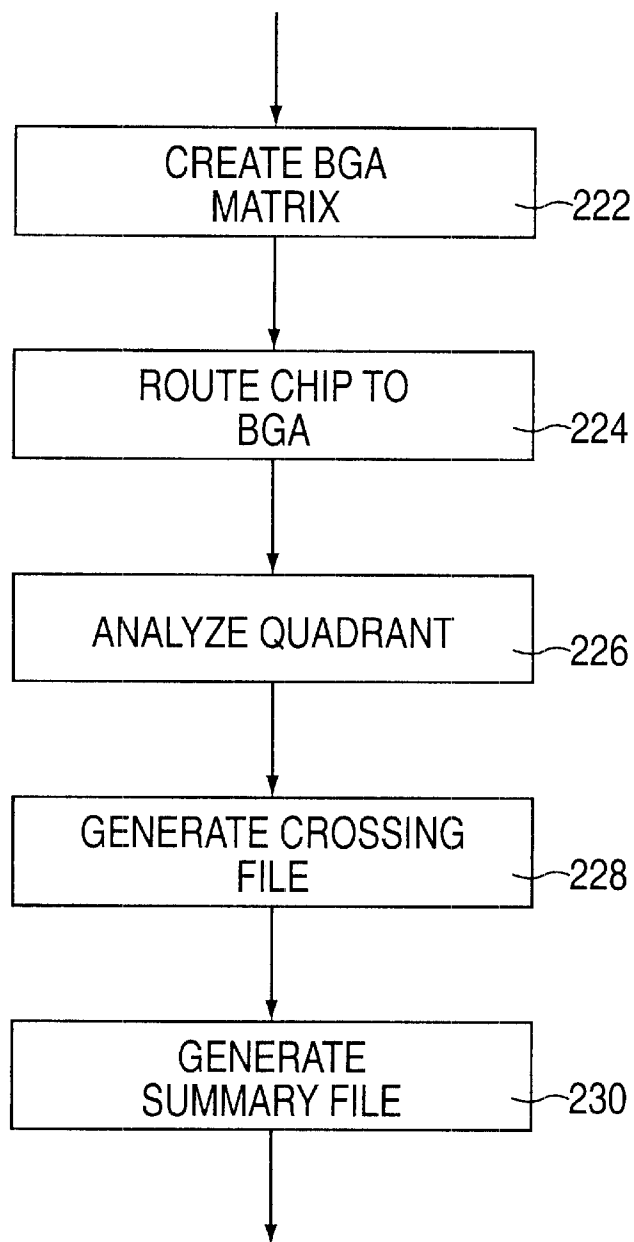 CREATE BGA
MATRIX
222
ROUTE CHIP TO
BGA
224
ANALYZE QUADRANT
226
GENERATE CROSSING
FILE
228
GENERATE
SUMMARY FILE
230